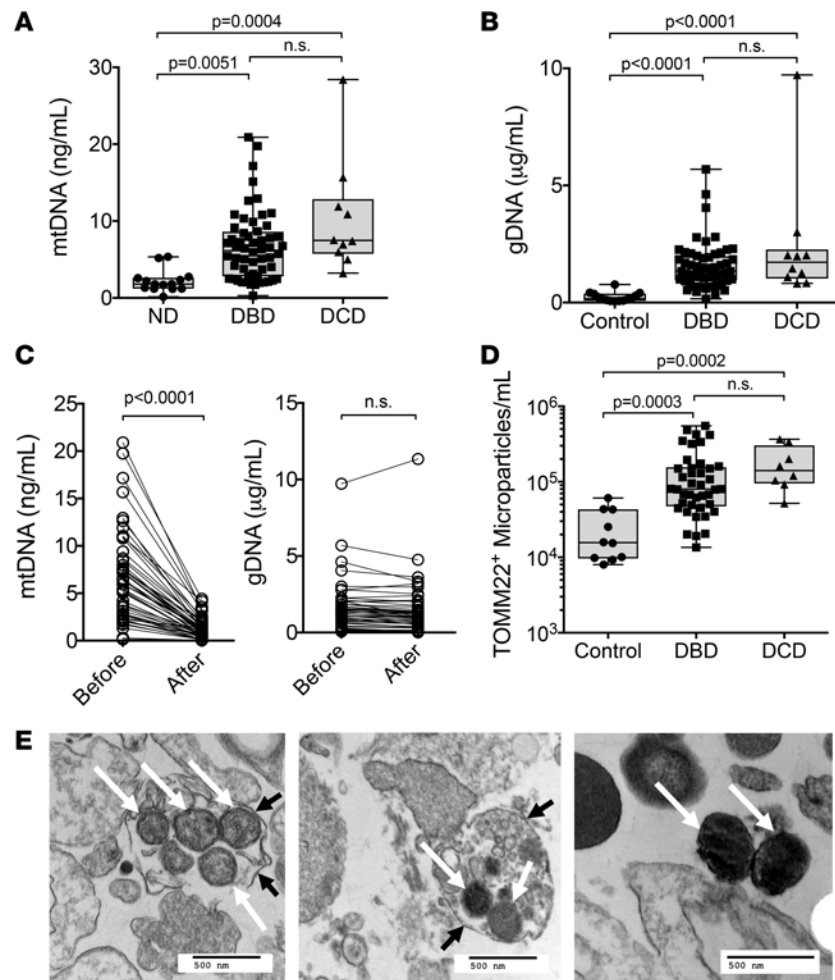 A
p=0.0004
p=0.0051
n.s.
mtDNA (ng/mL)
30
20
10
0
ND
DBD
DCD
B
p<0.0001
p<0.0001
n.s.
gDNA (µg/mL)
10
5
0
Control
DBD
DCD
C
p<0.0001
mtDNA (ng/mL)
25
20
15
10
5
0
Before
After
n.s.
gDNA (µg/mL)
15
10
5
0
Before
After
D
p=0.0002
p=0.0003
n.s.
TOMM22⁺ Microparticles/mL
10⁶
10⁵
10⁴
10³
Control
DBD
DCD
E
500 nm
500 nm
500 nm